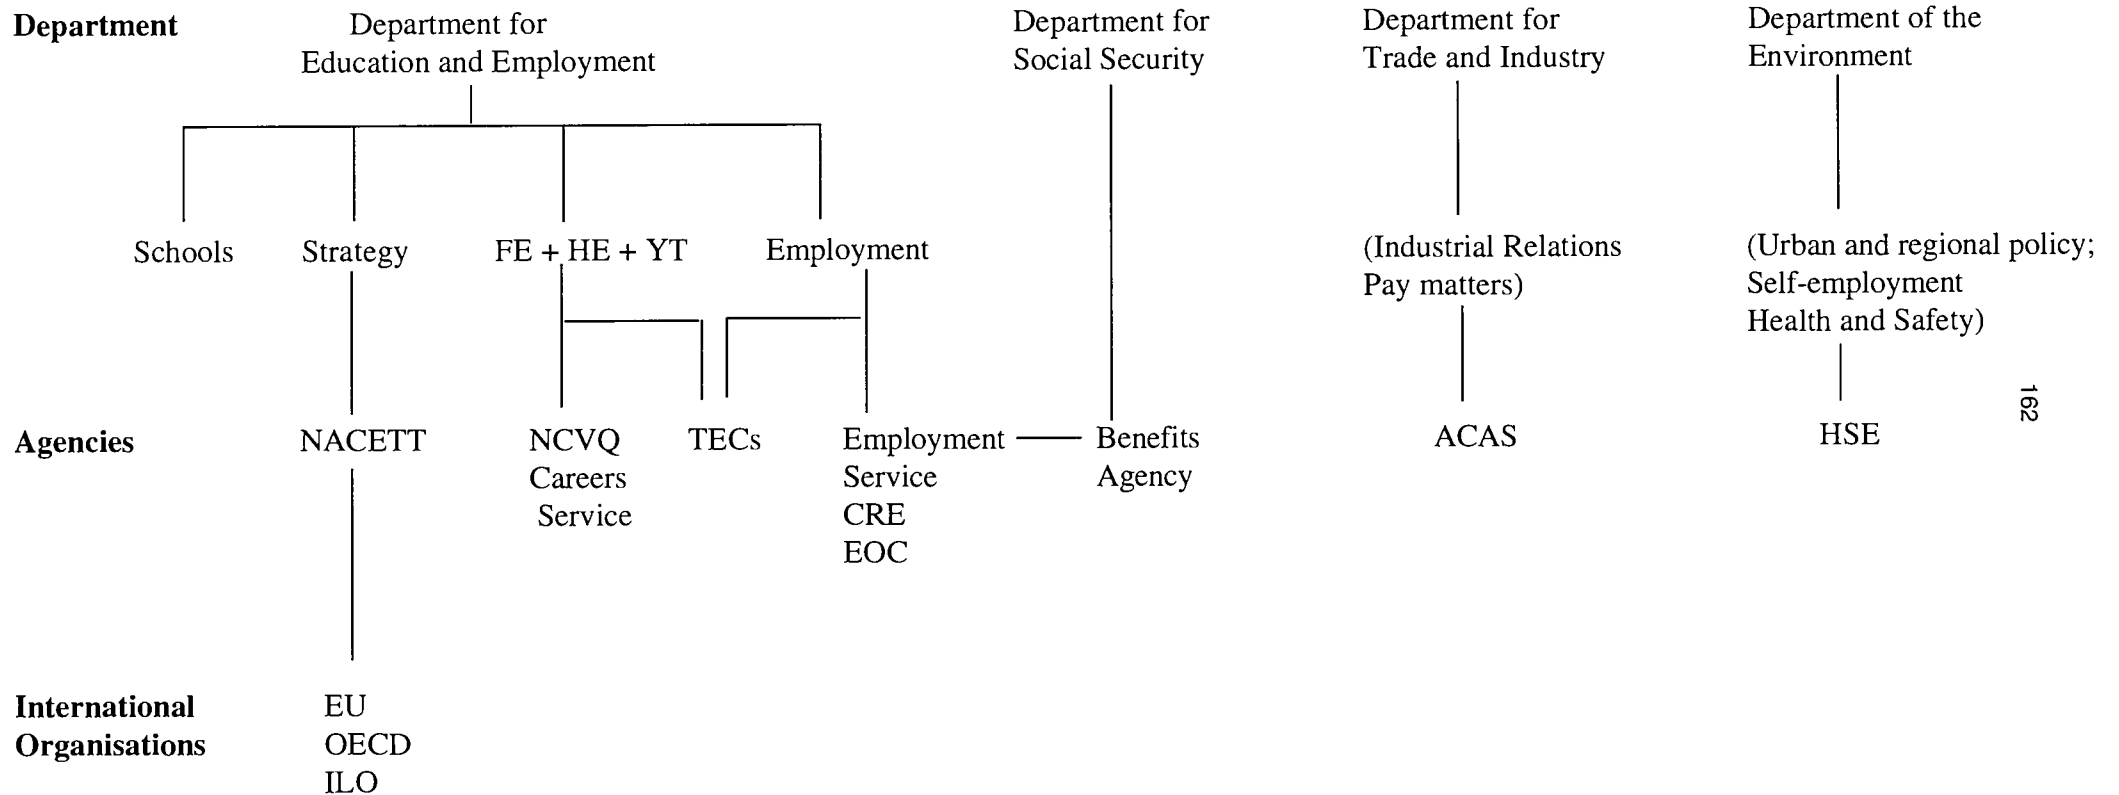 Department
Department for
Education and Employment
Department for
Social Security
Department for
Trade and Industry
Department of the
Environment
Schools
Strategy
FE + HE + YT
Employment
(Industrial Relations
Pay matters)
(Urban and regional policy;
Self-employment
Health and Safety)
Agencies
NACETT
NCVQ
Careers
Service
TECs
Employment
Service
CRE
EOC
Benefits
Agency
ACAS
HSE
162
International
Organisations
EU
OECD
ILO